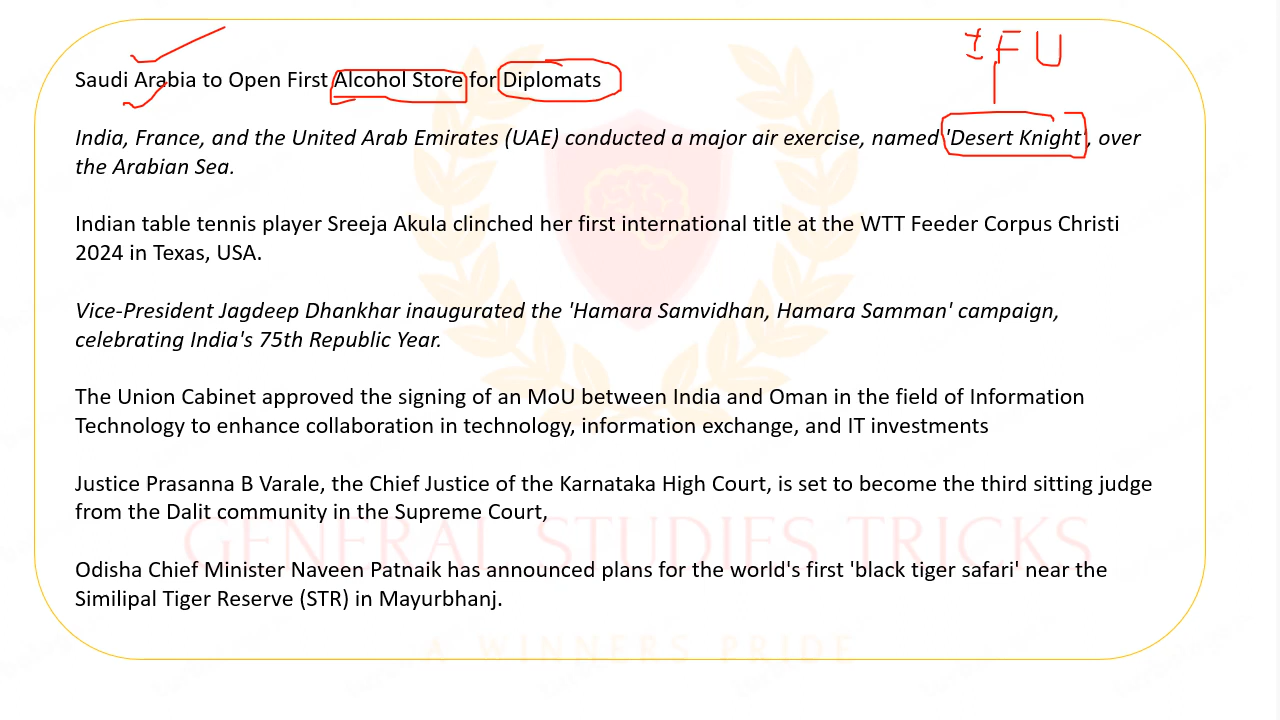 IFU
Saudi Arabia to Open First Alcohol Store for Diplomats
India, France, and the United Arab Emirates (UAE) conducted a major air exercise, named 'Desert Knight', over
the Arabian Sea.
Indian table tennis player Sreeja Akula clinched her first international title at the WTT Feeder Corpus Christi
2024 in Texas, USA.
Vice-President Jagdeep Dhankhar inaugurated the 'Hamara Samvidhan, Hamara Samman' campaign,
celebrating India's 75th Republic Year.
The Union Cabinet approved the signing of an MoU between India and Oman in the field of Information
Technology to enhance collaboration in technology, information exchange, and IT investments
Justice Prasanna B Varale, the Chief Justice of the Karnataka High Court, is set to become the third sitting judge
from the Dalit community in the Supreme Court,
GENERAL STUDIES TRICKS
Odisha Chief Minister Naveen Patnaik has announced plans for the world's first 'black tiger safari' near the
Similipal Tiger Reserve (STR) in Mayurbhanj.
A WINNERS PRIDE